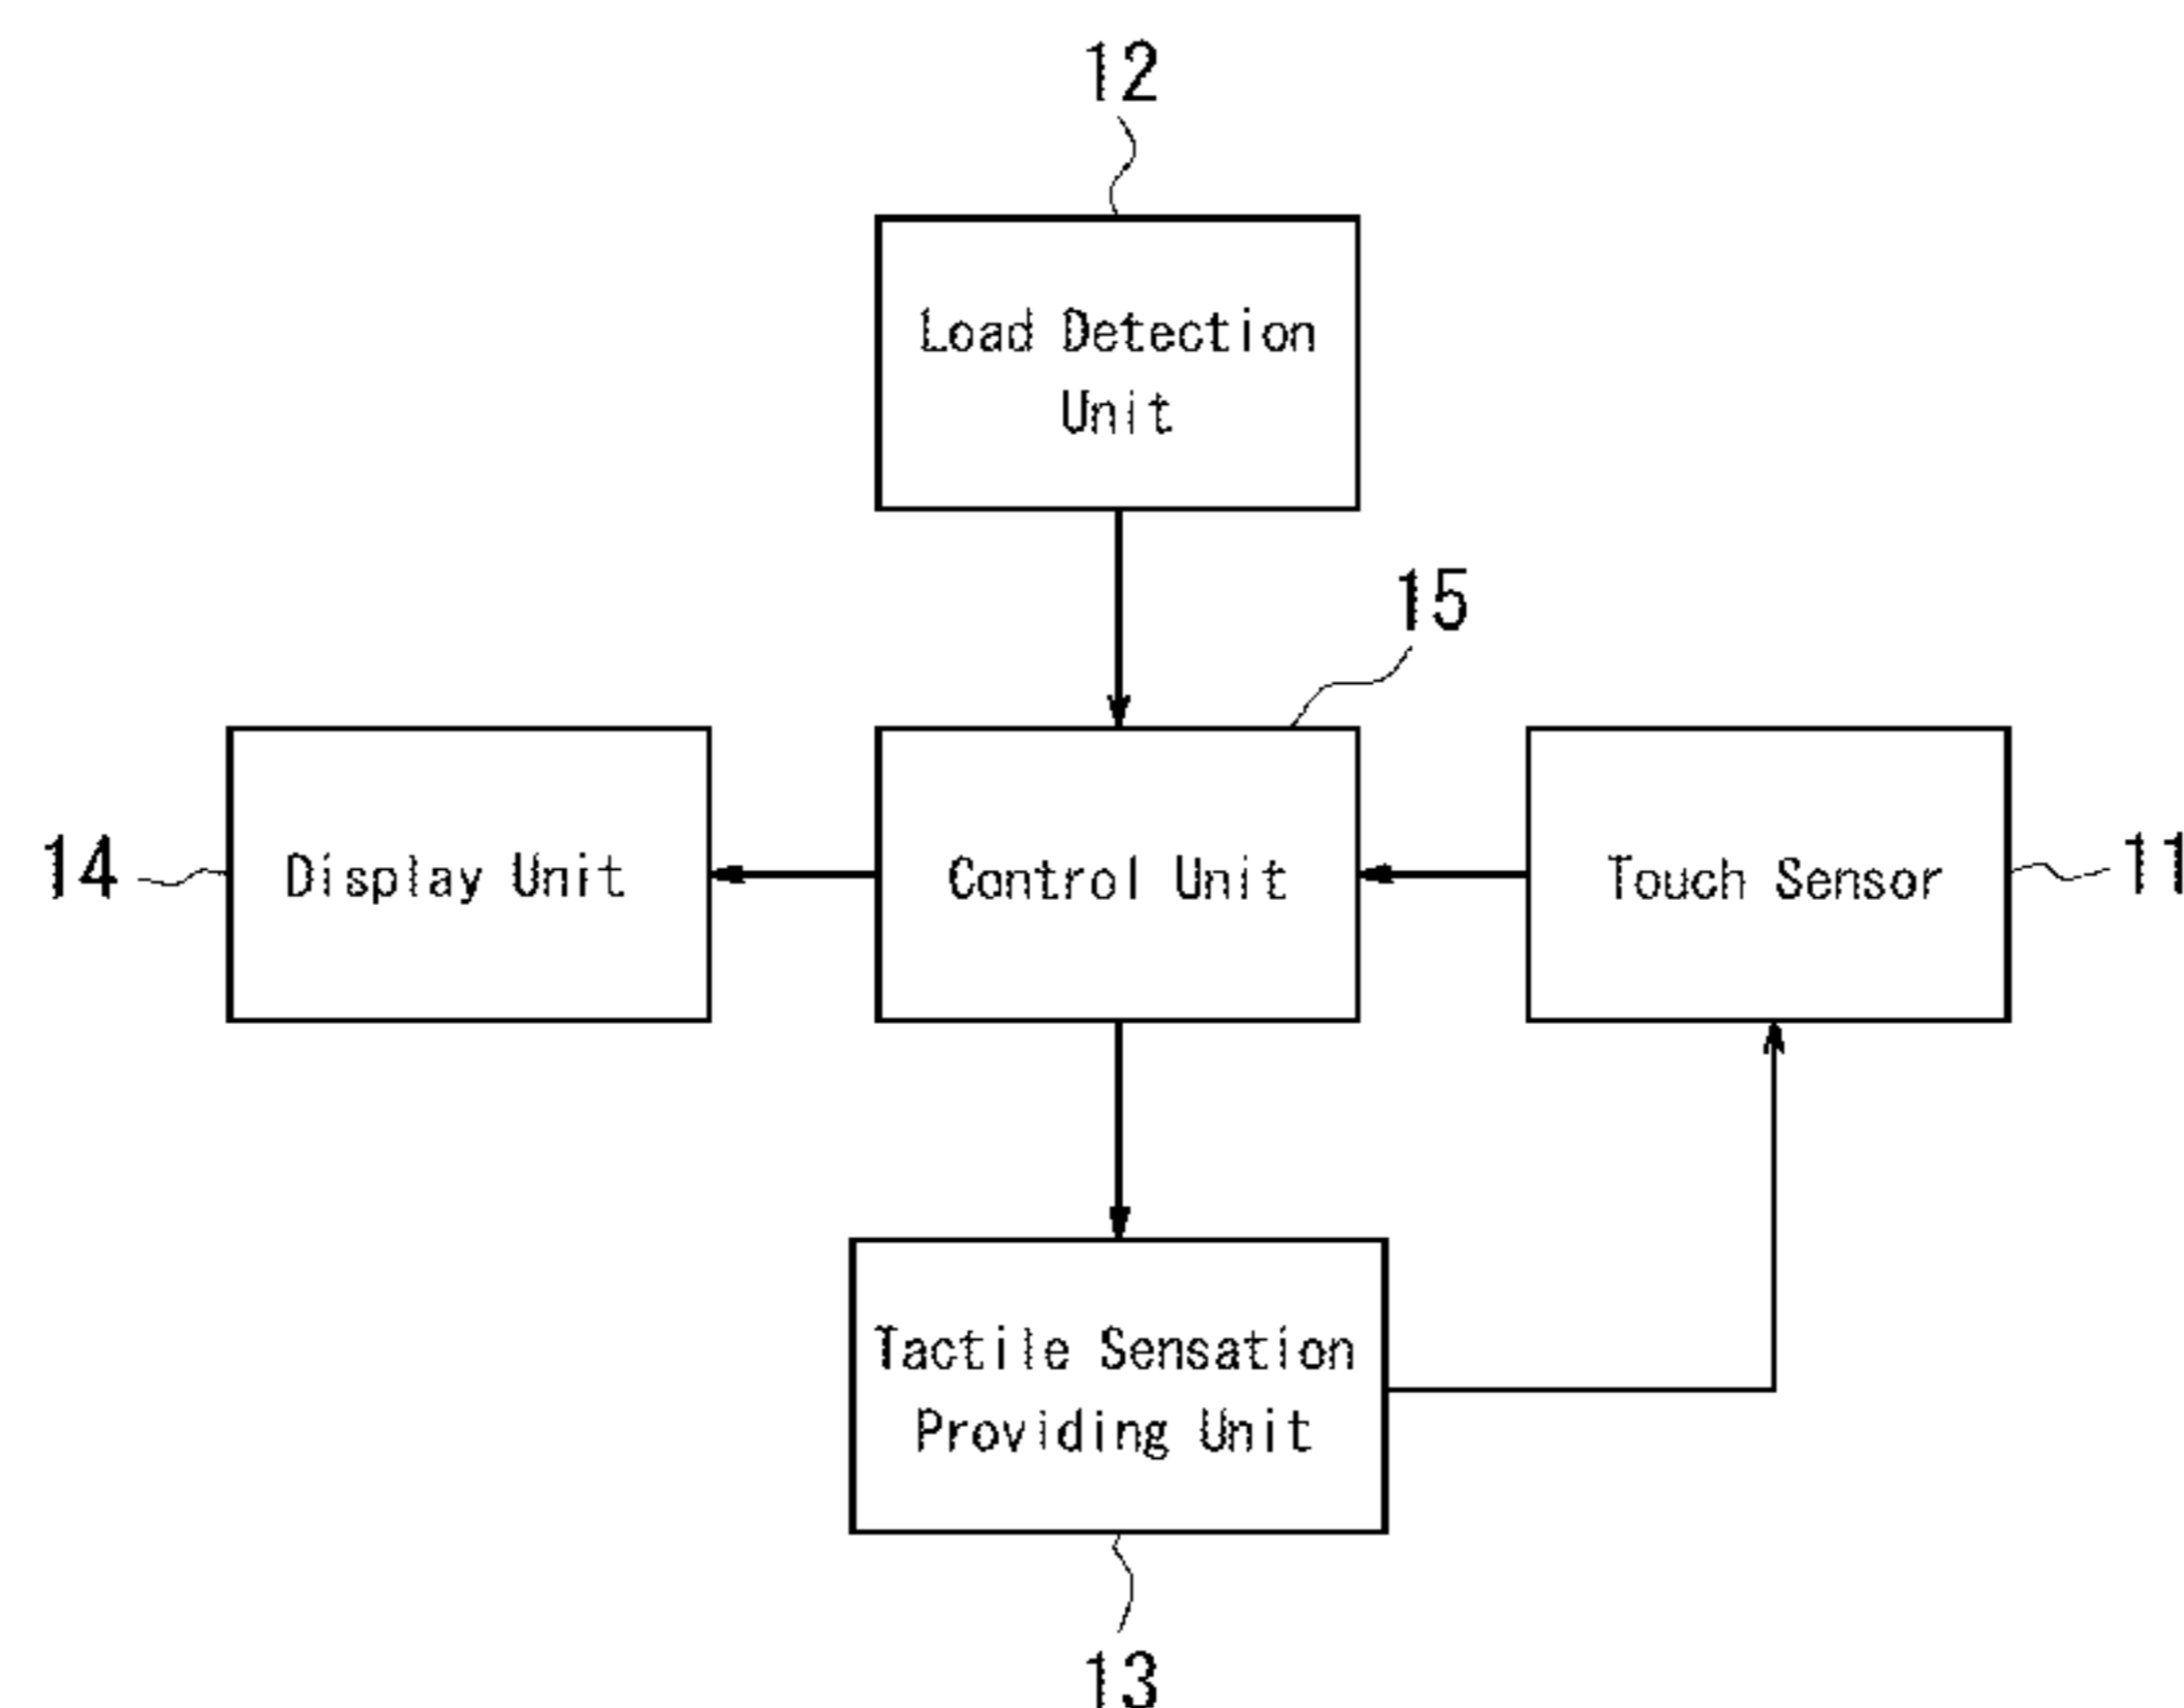 12
Load Detection
Unit
15
14
Display Unit
Control Unit
Touch Sensor
11
Tactile Sensation
Providing Unit
13